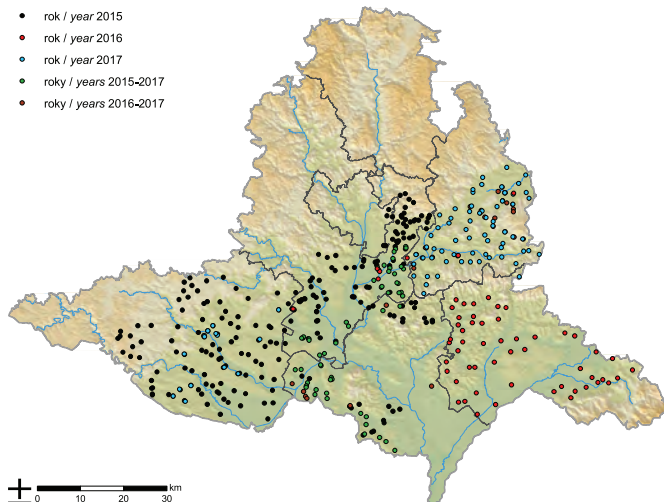 rok / year 2015
rok / year 2016
rok / year 2017
roky / years 2015-2017
roky / years 2016-2017
km
0 10 20 30